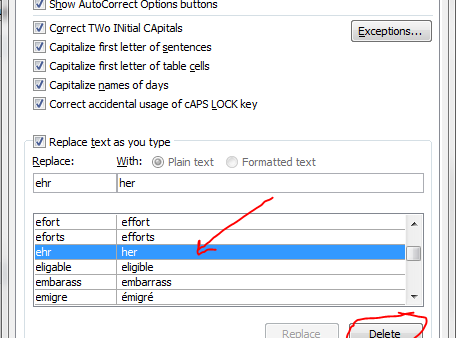 Show AutoCorrect Options buttons
Correct TWo INitial CApitals
Exceptions...
Capitalize first letter of sentences
Capitalize first letter of table cells
Capitalize names of days
Correct accidental usage of cAPS LOCK key
Replace text as you type
Replace: With: Plain text Formatted text
ehr her
efort effort
eforts efforts
ehr her
eligable eligible
embarass embarrass
emigre émigré
Replace Delete